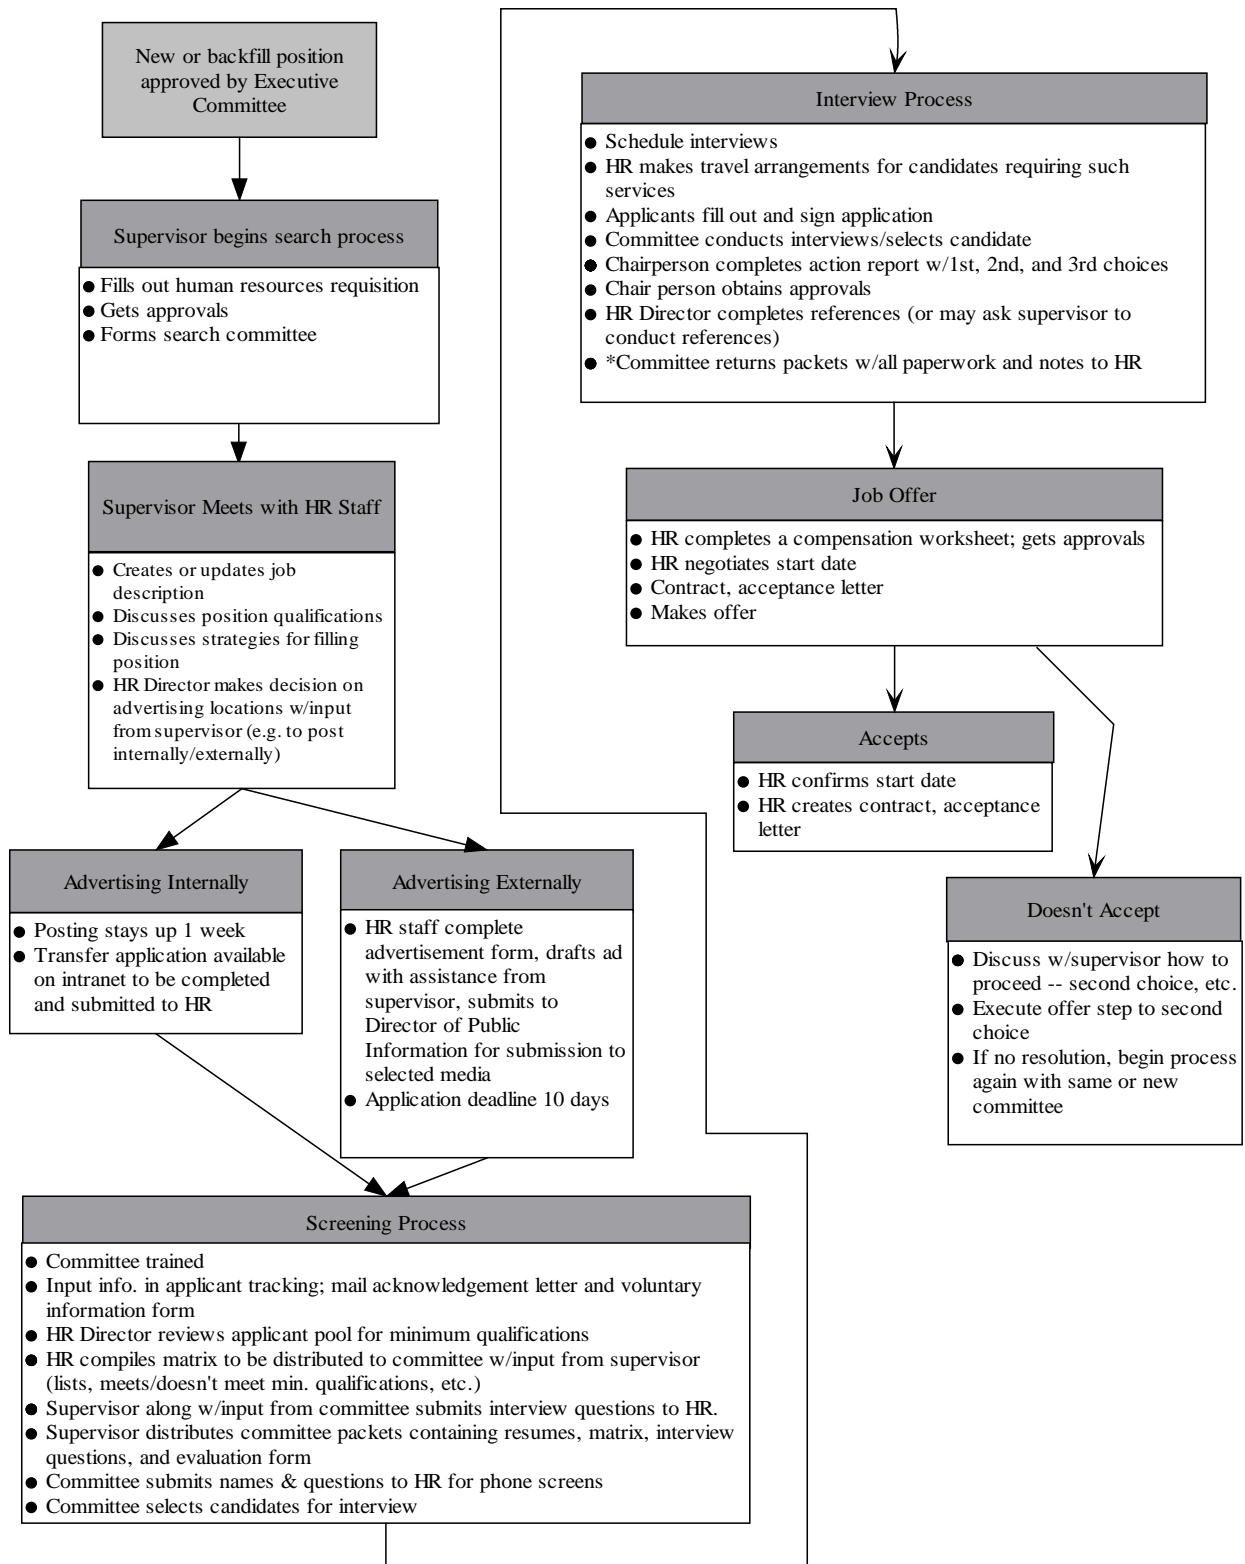 New or backfill position
approved by Executive
Committee
Supervisor begins search process
● Fills out human resources requisition
● Gets approvals
● Forms search committee
Supervisor Meets with HR Staff
● Creates or updates job
description
● Discusses position qualifications
● Discusses strategies for filling
position
● HR Director makes decision on
advertising locations w/input
from supervisor (e.g. to post
internally/externally)
Advertising Internally
● Posting stays up 1 week
● Transfer application available
on intranet to be completed
and submitted to HR
Advertising Externally
● HR staff complete
advertisement form, drafts ad
with assistance from
supervisor, submits to
Director of Public
Information for submission to
selected media
● Application deadline 10 days
Screening Process
● Committee trained
● Input info. in applicant tracking; mail acknowledgement letter and voluntary
information form
● HR Director reviews applicant pool for minimum qualifications
● HR compiles matrix to be distributed to committee w/input from supervisor
(lists, meets/doesn't meet min. qualifications, etc.)
● Supervisor along w/input from committee submits interview questions to HR.
● Supervisor distributes committee packets containing resumes, matrix, interview
questions, and evaluation form
● Committee submits names & questions to HR for phone screens
● Committee selects candidates for interview
Interview Process
● Schedule interviews
● HR makes travel arrangements for candidates requiring such
services
● Applicants fill out and sign application
● Committee conducts interviews/selects candidate
● Chairperson completes action report w/1st, 2nd, and 3rd choices
● Chair person obtains approvals
● HR Director completes references (or may ask supervisor to
conduct references)
● *Committee returns packets w/all paperwork and notes to HR
Job Offer
● HR completes a compensation worksheet; gets approvals
● HR negotiates start date
● Contract, acceptance letter
● Makes offer
Accepts
● HR confirms start date
● HR creates contract, acceptance
letter
Doesn't Accept
● Discuss w/supervisor how to
proceed -- second choice, etc.
● Execute offer step to second
choice
● If no resolution, begin process
again with same or new
committee